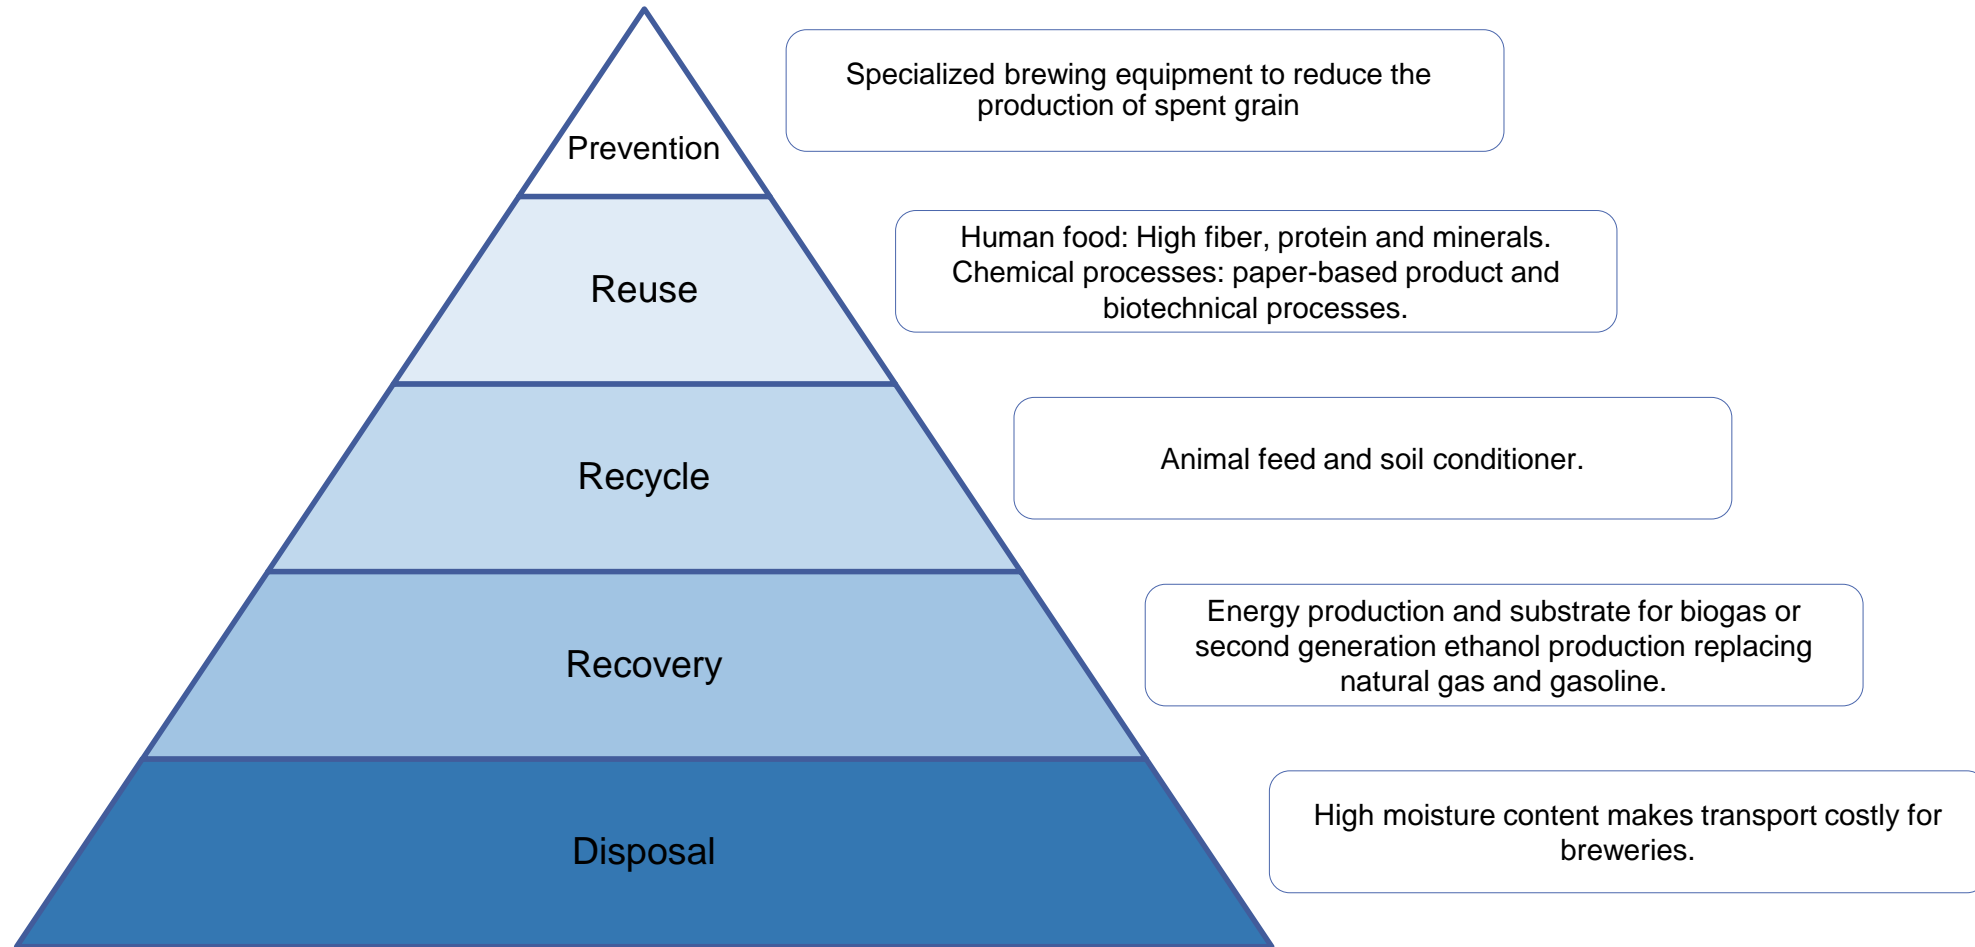 Prevention
Specialized brewing equipment to reduce the
production of spent grain
Reuse
Human food: High fiber, protein and minerals.
Chemical processes: paper-based product and
biotechnical processes.
Recycle
Animal feed and soil conditioner.
Recovery
Energy production and substrate for biogas or
second generation ethanol production replacing
natural gas and gasoline.
Disposal
High moisture content makes transport costly for
breweries.